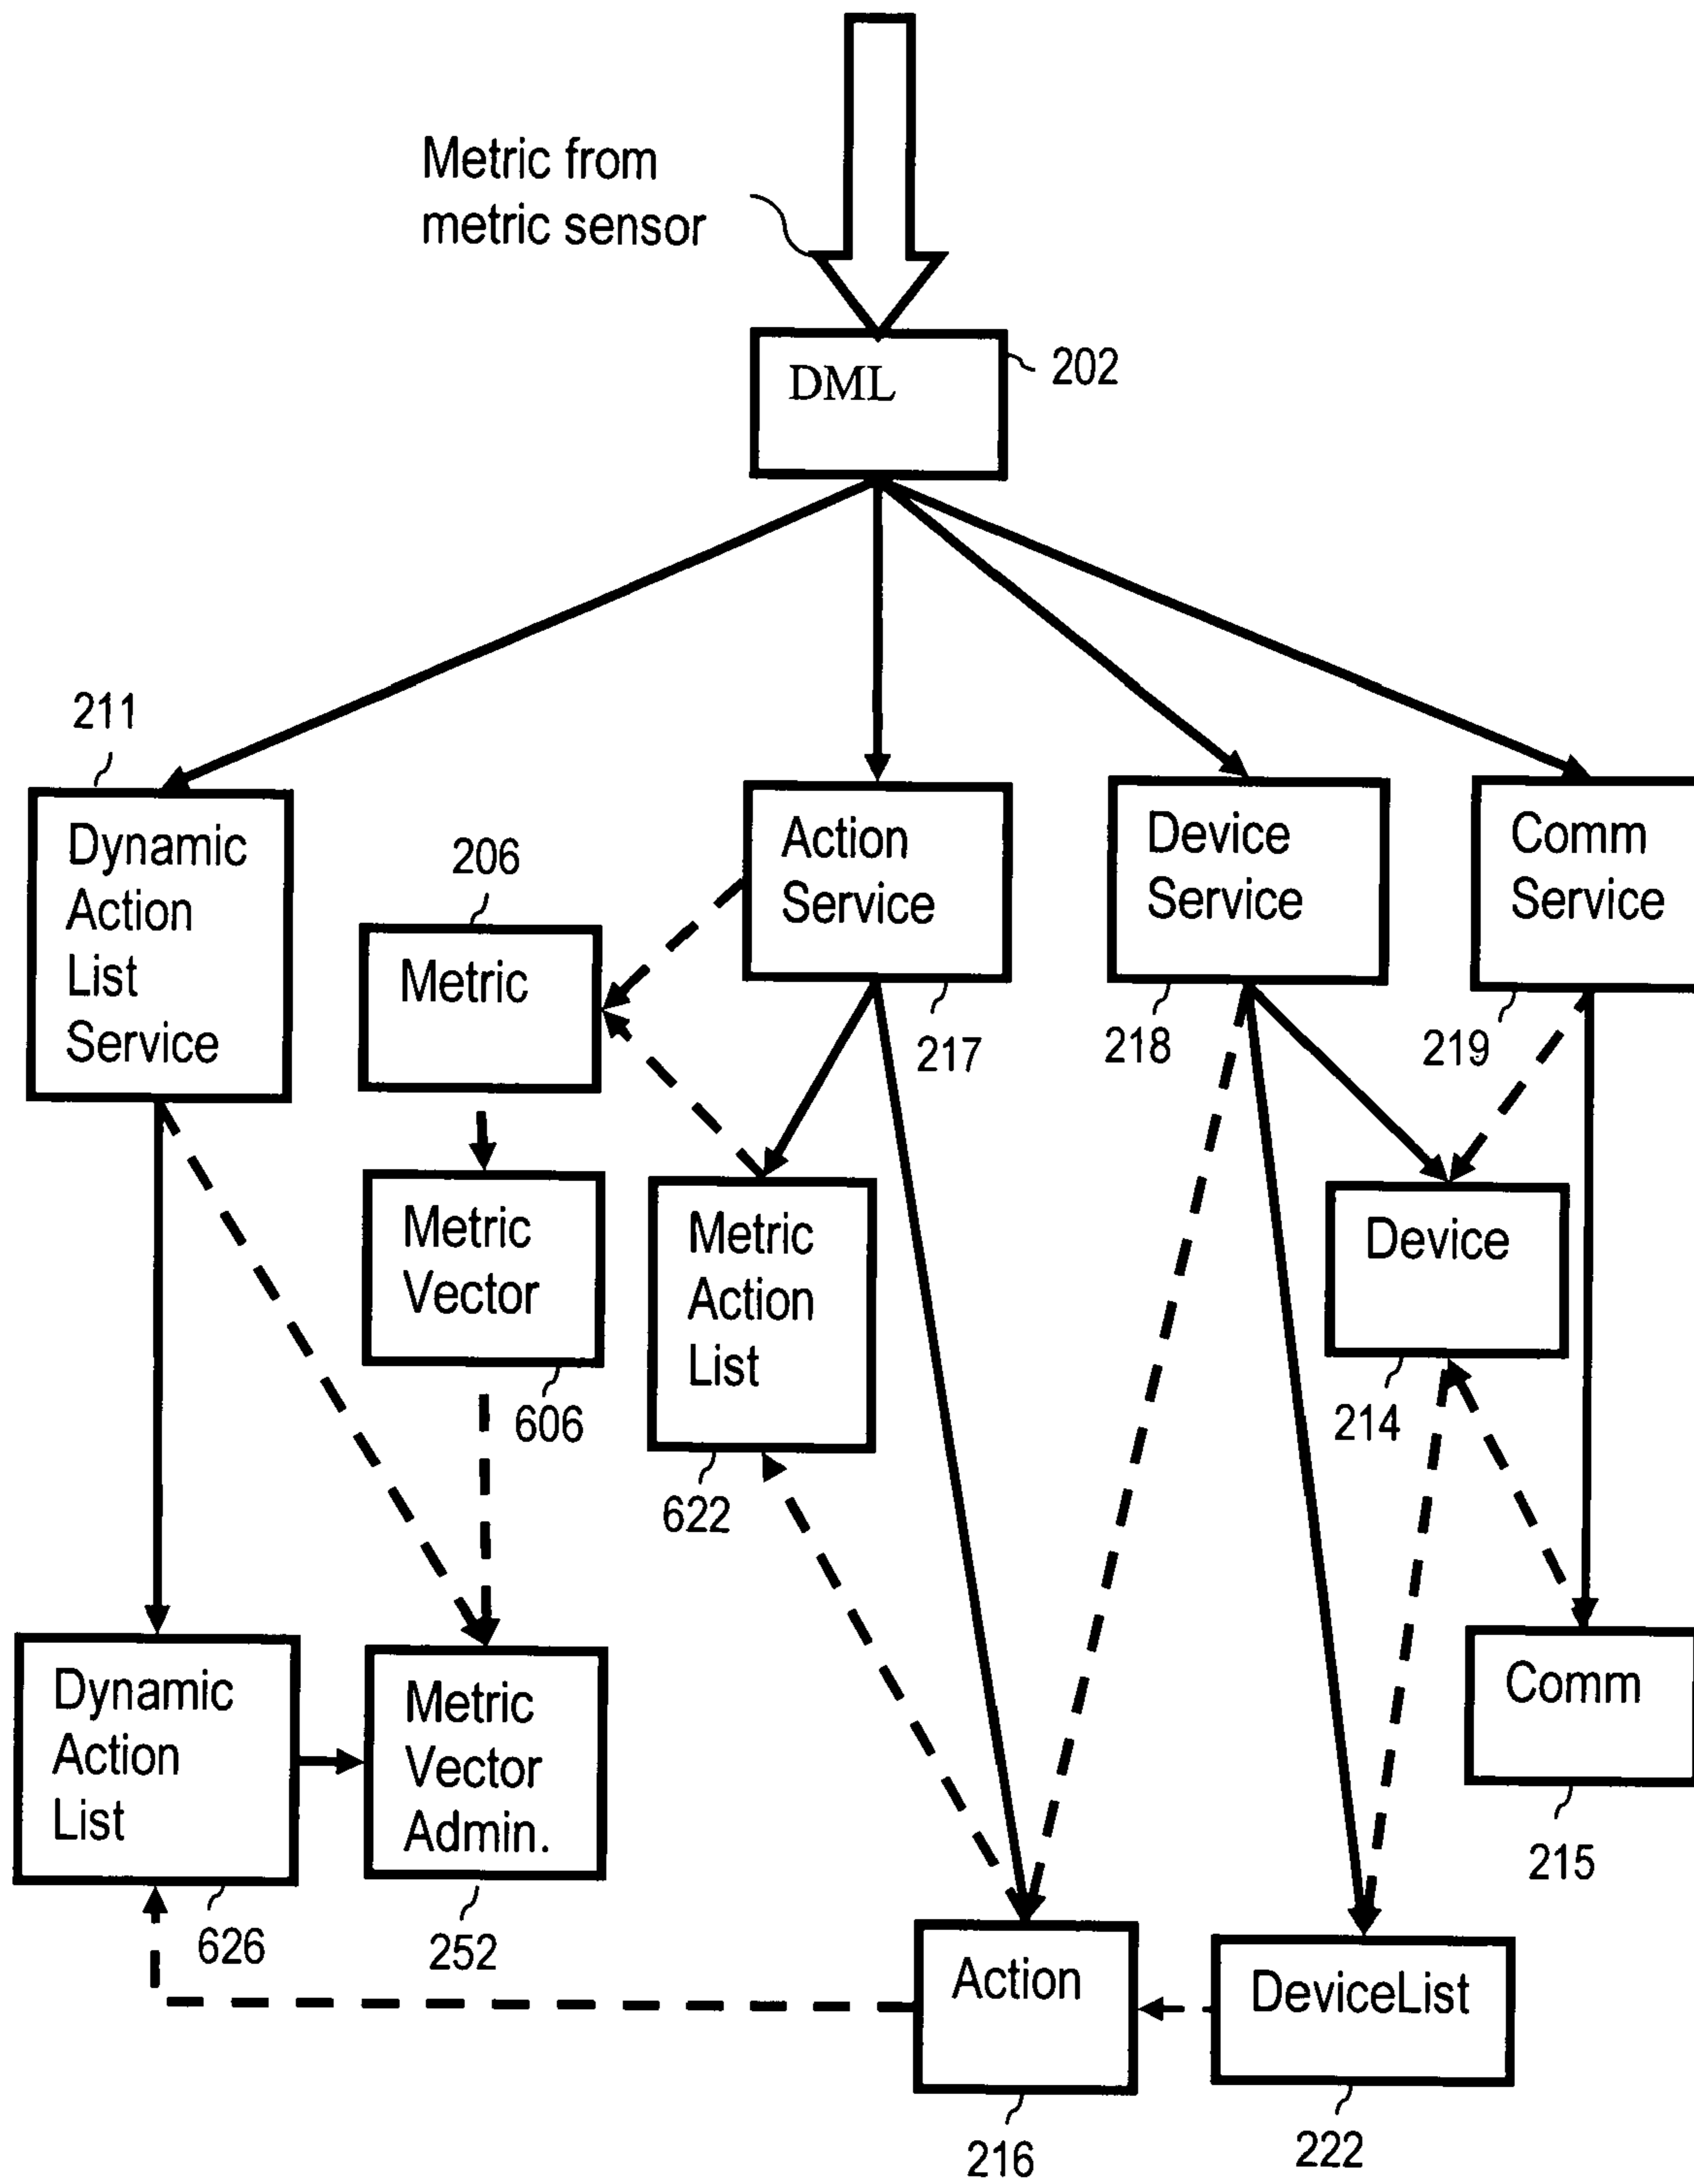 Metric from
metric sensor
DML
202
211
Dynamic
Action
List
Service
206
Metric
Action
Service
217
Device
Service
218
Comm
Service
219
Metric
Vector
606
Metric
Action
List
622
Device
214
Dynamic
Action
List
626
Metric
Vector
Admin.
252
Comm
215
Action
216
DeviceList
222